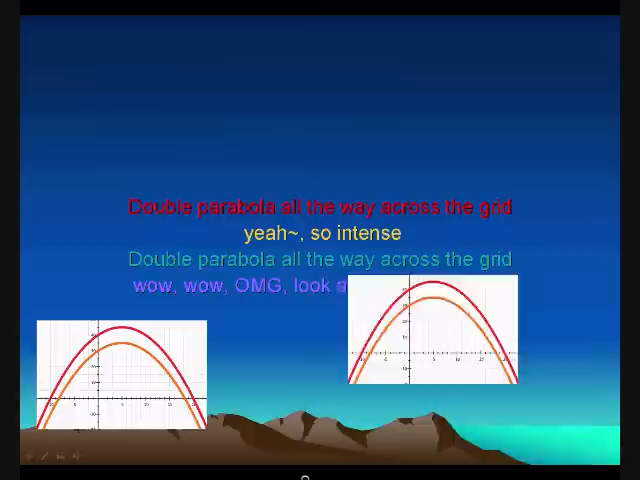 Double parabola all the way across the grid
yeah~, so intense
Double parabola all the way across the grid
wow, wow, OMG, look